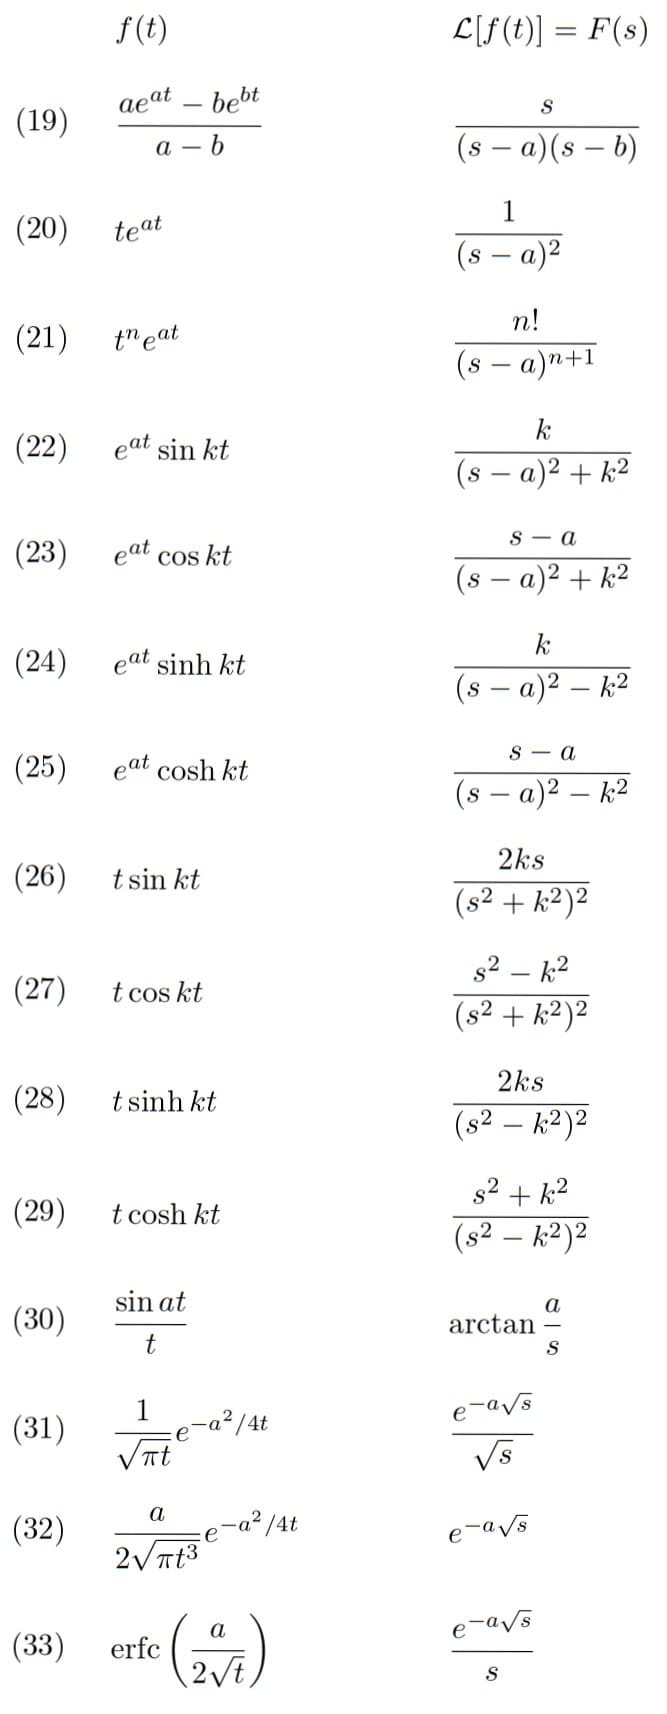 f(t) ℒ[f(t)] = F(s)
(19) \frac{ae^{at} − be^{bt}}{a − b} \frac{s}{(s − a)(s − b)}
(20) te^{at} \frac{1}{(s − a)^2}
(21) t^n e^{at} \frac{n!}{(s − a)^{n+1}}
(22) e^{at} sin kt \frac{k}{(s − a)^2 + k^2}
(23) e^{at} cos kt \frac{s − a}{(s − a)^2 + k^2}
(24) e^{at} sinh kt \frac{k}{(s − a)^2 − k^2}
(25) e^{at} cosh kt \frac{s − a}{(s − a)^2 − k^2}
(26) t sin kt \frac{2ks}{(s^2 + k^2)^2}
(27) t cos kt \frac{s^2 − k^2}{(s^2 + k^2)^2}
(28) t sinh kt \frac{2ks}{(s^2 − k^2)^2}
(29) t cosh kt \frac{s^2 + k^2}{(s^2 − k^2)^2}
(30) \frac{sin at}{t} arctan \frac{a}{s}
(31) \frac{1}{\sqrt{πt}} e^{−a^2/4t} \frac{e^{−a\sqrt{s}}}{\sqrt{s}}
(32) \frac{a}{2\sqrt{πt^3}} e^{−a^2/4t} e^{−a\sqrt{s}}
(33) erfc \left( \frac{a}{2\sqrt{t}} \right) \frac{e^{−a\sqrt{s}}}{s}